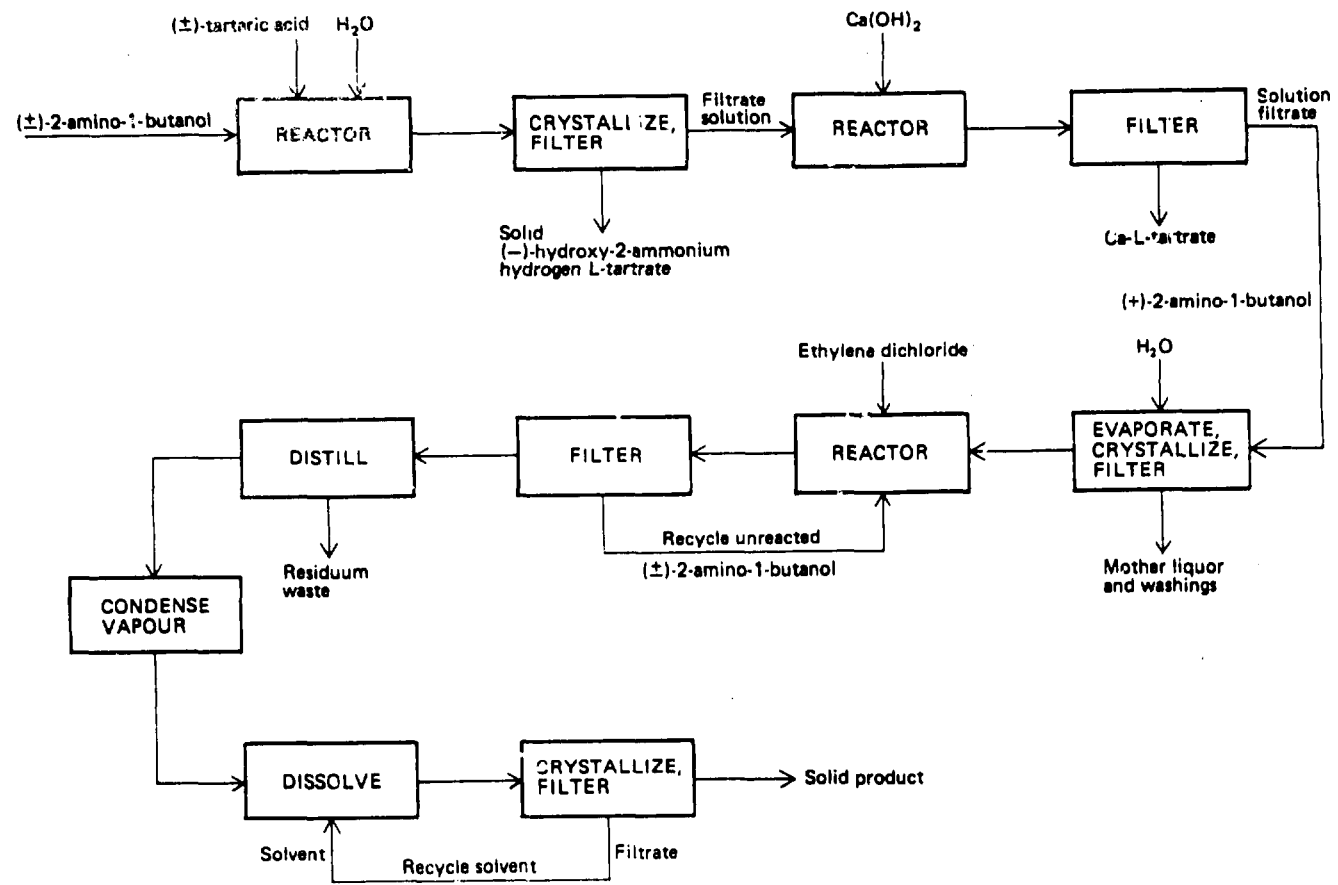 (±)-tartaric acid
H₂O
Ca(OH)₂
(±)-2-amino-1-butanol
REACTOR
CRYSTALLIZE,
FILTER
Filtrate
solution
REACTOR
FILTER
Solution
filtrate
Solid
(—)-hydroxy-2-ammonium
hydrogen L-tartrate
Ca-L-tartrate
(+)-2-amino-1-butanol
Ethylene dichloride
H₂O
DISTILL
FILTER
REACTOR
EVAPORATE,
CRYSTALLIZE,
FILTER
Recycle unreacted
(±)-2-amino-1-butanol
Residuum
waste
Mother liquor
and washings
CONDENSE
VAPOUR
DISSOLVE
CRYSTALLIZE,
FILTER
Solid product
Solvent
Recycle solvent
Filtrate